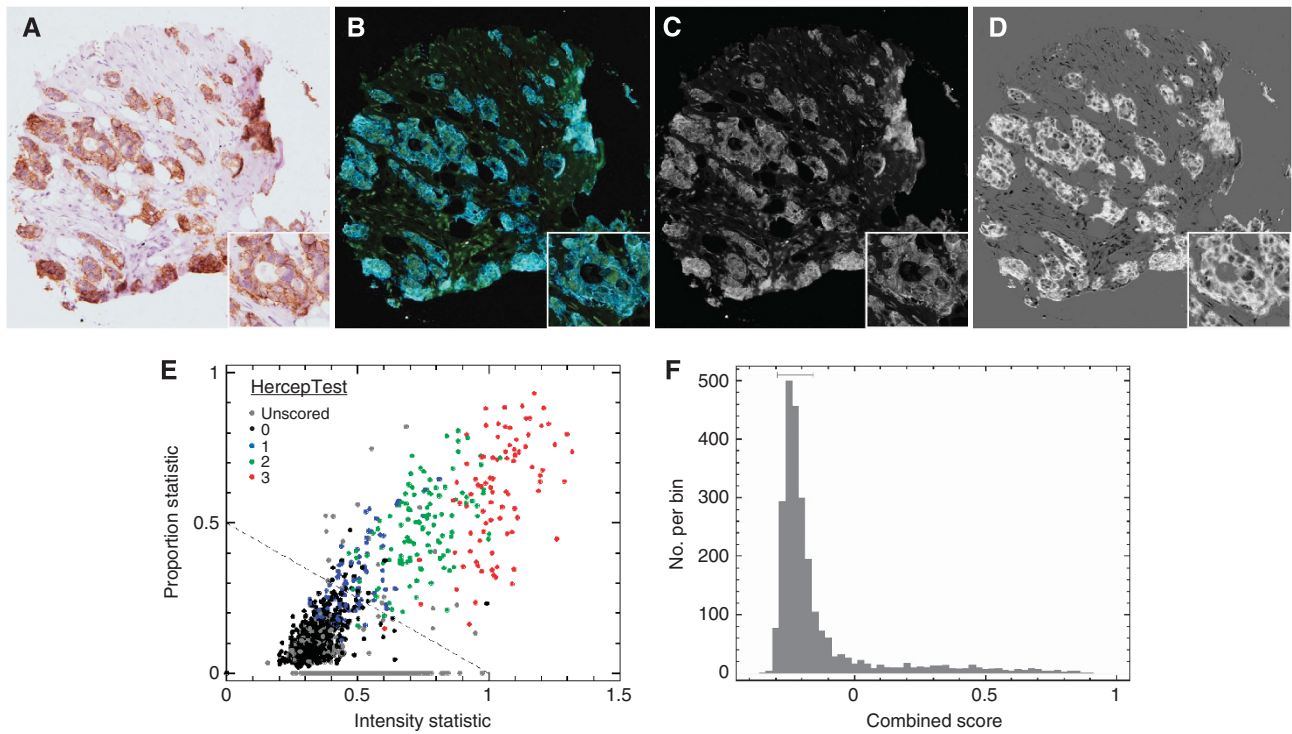 A
B
C
D
E
1
0.5
0
Proportion statistic
HercepTest
Unscored
0
1
2
3
0
0.5
1
1.5
Intensity statistic
F
500
400
300
200
100
0
No. per bin
0
0.5
1
Combined score